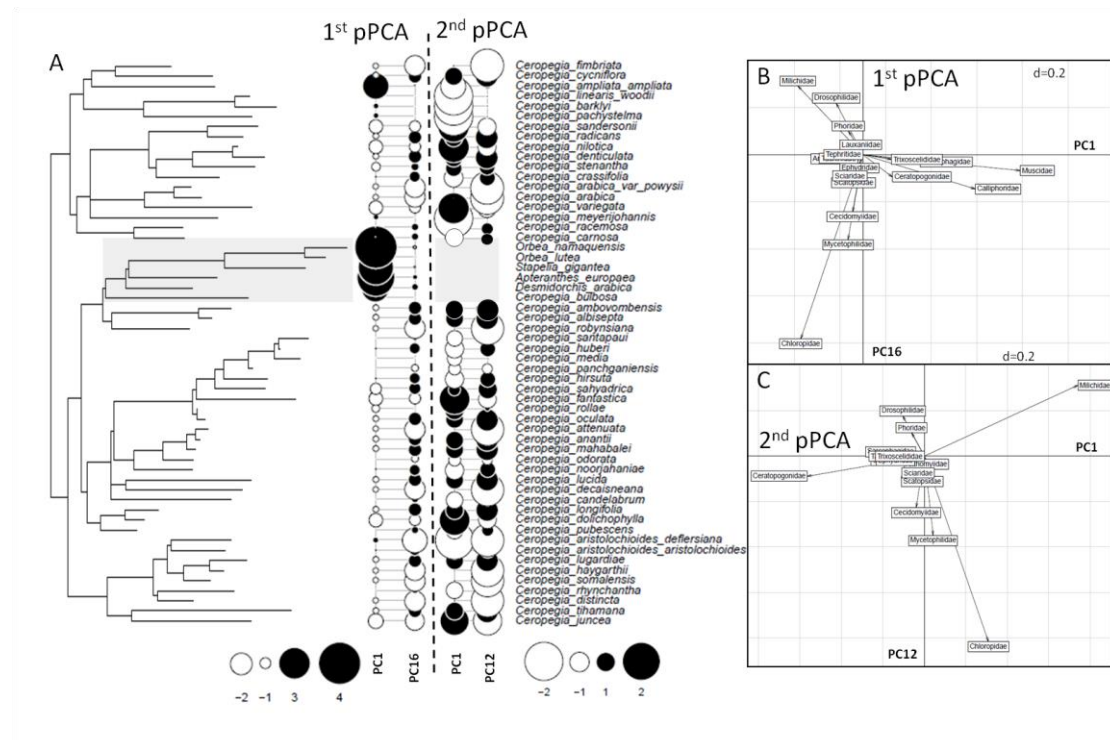 1st pPCA
2nd pPCA
A
Ceropegia_fimbriata
Ceropegia_cycniflora
Ceropegia_ampliata_ampliata
Ceropegia_linearis_woodii
Ceropegia_barklyi
Ceropegia_pachystelma
Ceropegia_sandersonii
Ceropegia_radicans
Ceropegia_nilotica
Ceropegia_denticulata
Ceropegia_stenantha
Ceropegia_crassifolia
Ceropegia_arabica_var_powysii
Ceropegia_arabica
Ceropegia_variegata
Ceropegia_meyerijohannis
Ceropegia_racemosa
Ceropegia_carnosa
Orbea_namaquensis
Orbea_lutea
Stapelia_gigantea
Apteranthes_europaea
Desmidorchis_arabica
Ceropegia_bulbosa
Ceropegia_ambovombensis
Ceropegia_albisepta
Ceropegia_robynsiana
Ceropegia_santapaui
Ceropegia_huberi
Ceropegia_media
Ceropegia_panchganiensis
Ceropegia_hirsuta
Ceropegia_sahyadrica
Ceropegia_fantastica
Ceropegia_rollae
Ceropegia_oculata
Ceropegia_attenuata
Ceropegia_anantii
Ceropegia_mahabalei
Ceropegia_odorata
Ceropegia_noorjahaniae
Ceropegia_lucida
Ceropegia_decaisneana
Ceropegia_candelabrum
Ceropegia_longifolia
Ceropegia_dolichophylla
Ceropegia_pubescens
Ceropegia_aristolochioides_deflersiana
Ceropegia_aristolochioides_aristolochioides
Ceropegia_lugardiae
Ceropegia_haygarthii
Ceropegia_somalensis
Ceropegia_rhynchantha
Ceropegia_distincta
Ceropegia_tihamana
Ceropegia_juncea
PC1
PC16
PC1
PC12
−2 −1 3 4
−2 −1 1 2
B
1st pPCA
d=0.2
Milichidae
Drosophilidae
Phoridae
Lauxaniidae
PC1
Tephritidae
Trixoscelididae
Ephydridae
Muscidae
Sciaridae
Ceratopogonidae
Scatopsidae
Calliphoridae
Cecidomyiidae
Mycetophilidae
Chloropidae
PC16
d=0.2
C
Milichidae
Drosophilidae
Phoridae
2nd pPCA
PC1
Trixoscelididae
Sciaridae
Ceratopogonidae
Scatopsidae
Cecidomyiidae
Mycetophilidae
Chloropidae
PC12